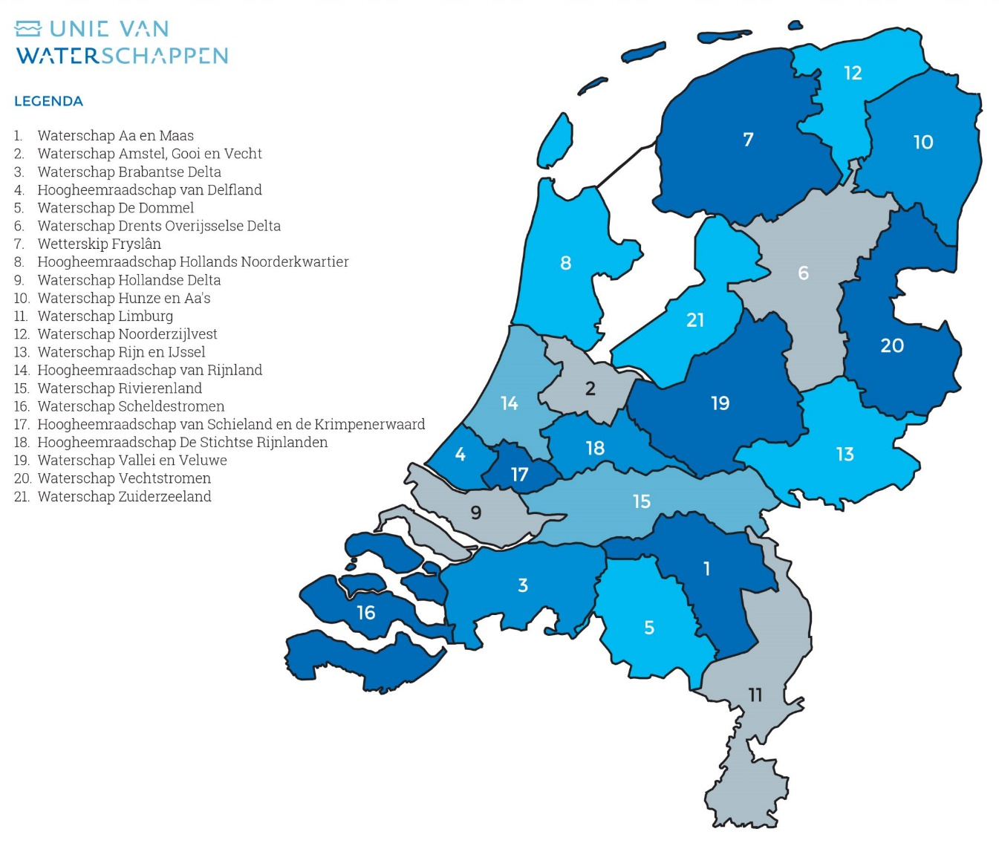 UNIE VAN
WATERSCHAPPEN
LEGENDA
1. Waterschap Aa en Maas
2. Waterschap Amstel, Gooi en Vecht
3. Waterschap Brabantse Delta
4. Hoogheemraadschap van Delfland
5. Waterschap De Dommel
6. Waterschap Drents Overijsselse Delta
7. Wetterskip Fryslân
8. Hoogheemraadschap Hollands Noorderkwartier
9. Waterschap Hollandse Delta
10. Waterschap Hunze en Aa's
11. Waterschap Limburg
12. Waterschap Noorderzijlvest
13. Waterschap Rijn en IJssel
14. Hoogheemraadschap van Rijnland
15. Waterschap Rivierenland
16. Waterschap Scheldestromen
17. Hoogheemraadschap van Schieland en de Krimpenerwaard
18. Hoogheemraadschap De Stichtse Rijnlanden
19. Waterschap Vallei en Veluwe
20. Waterschap Vechtstromen
21. Waterschap Zuiderzeeland
12
7
10
8
6
21
20
2
14
19
18
4
13
17
15
9
1
3
16
5
11